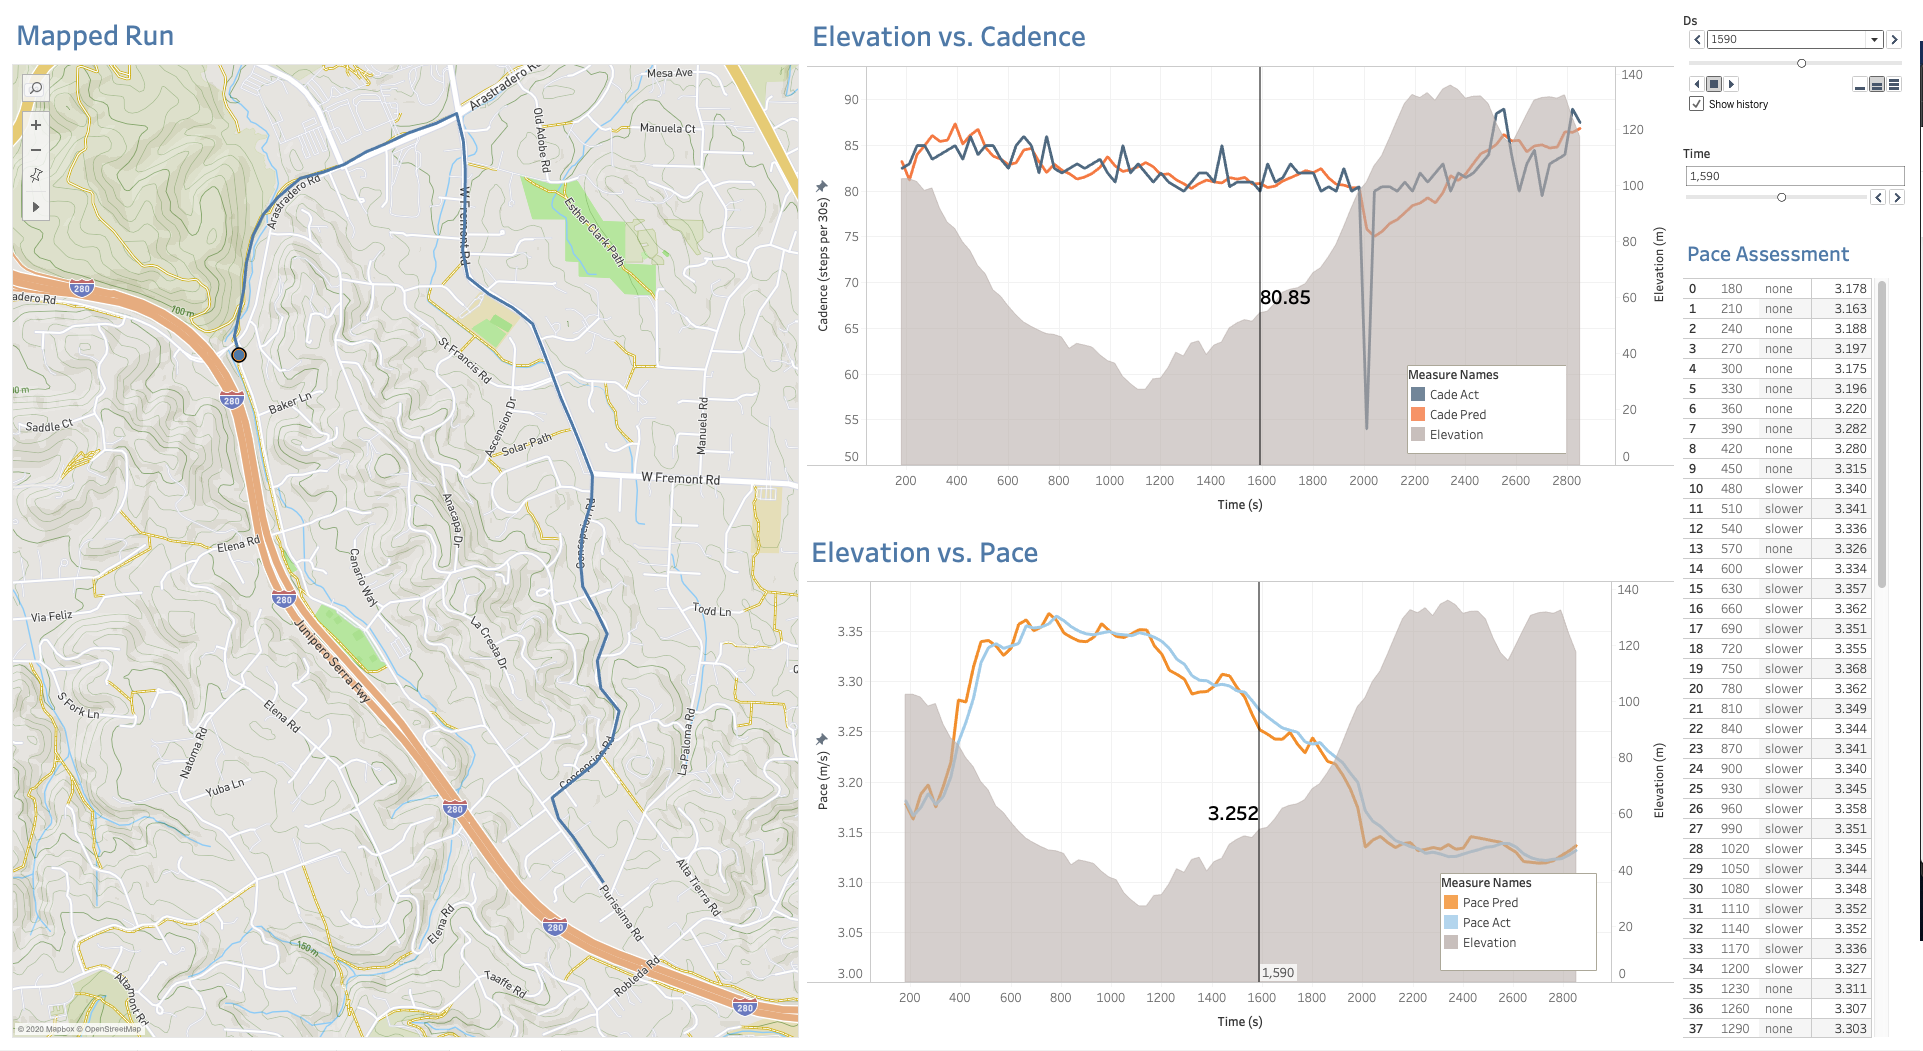 Mapped Run
Mesa Ave
Arastradero Rd
Manuela Ct
Old Adobe Rd
Arastradero Rd
W Fremont Rd
Esther Clark Path
280
adero Rd
100 m
St Francis Rd
280
Baker Ln
Saddle Ct
Ascension Dr
Solar Path
Manuela Rd
W Fremont Rd
Anacapa Dr
Concepcion Rd
Elena Rd
Canario Way
280
Via Feliz
Todd Ln
La Cresta Dr
Junipero Serra Fwy
S Fork Ln
Elena Rd
Natoma Rd
La Paloma Rd
Concepcion Rd
Yuba Ln
280
Alta Tierra Rd
Purissima Rd
Elena Rd
280
150 m
Taaffe Rd
Robleda Rd
Altamont Rd
280
© 2020 Mapbox © OpenStreetMap
Elevation vs. Cadence
90
85
80
75
70
65
60
55
50
Cadence (steps per 30s)
140
120
100
80
60
40
20
0
Elevation (m)
80.85
Measure Names
Cade Act
Cade Pred
Elevation
200 400 600 800 1000 1200 1400 1600 1800 2000 2200 2400 2600 2800
Time (s)
Elevation vs. Pace
3.35
3.30
3.25
3.20
3.15
3.10
3.05
3.00
Pace (m/s)
140
120
100
80
60
40
20
0
Elevation (m)
3.252
1,590
Measure Names
Pace Pred
Pace Act
Elevation
200 400 600 800 1000 1200 1400 1600 1800 2000 2200 2400 2600 2800
Time (s)
Ds
1590
Show history
Time
1,590
Pace Assessment
0 180 none 3.178
1 210 none 3.163
2 240 none 3.188
3 270 none 3.197
4 300 none 3.175
5 330 none 3.196
6 360 none 3.220
7 390 none 3.282
8 420 none 3.280
9 450 none 3.315
10 480 slower 3.340
11 510 slower 3.341
12 540 slower 3.336
13 570 none 3.326
14 600 slower 3.334
15 630 slower 3.357
16 660 slower 3.362
17 690 slower 3.351
18 720 slower 3.355
19 750 slower 3.368
20 780 slower 3.362
21 810 slower 3.349
22 840 slower 3.344
23 870 slower 3.341
24 900 slower 3.340
25 930 slower 3.345
26 960 slower 3.358
27 990 slower 3.351
28 1020 slower 3.345
29 1050 slower 3.344
30 1080 slower 3.348
31 1110 slower 3.352
32 1140 slower 3.352
33 1170 slower 3.336
34 1200 slower 3.327
35 1230 none 3.311
36 1260 none 3.307
37 1290 none 3.303